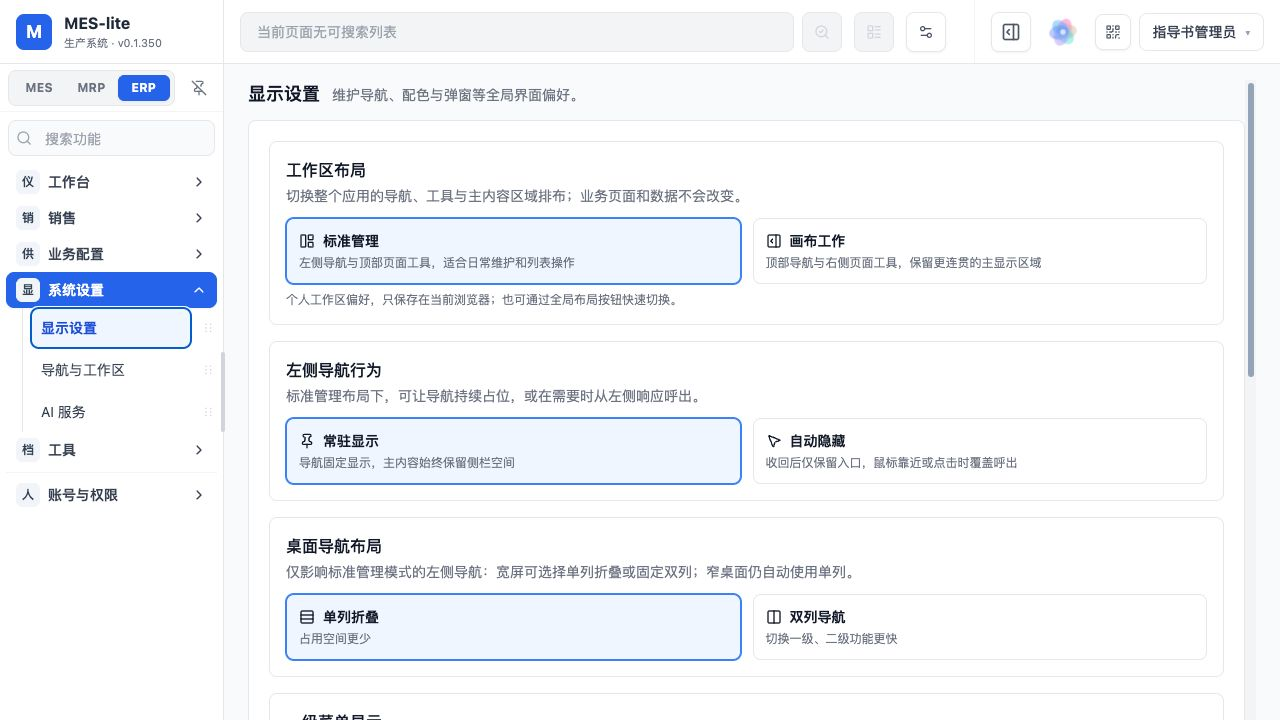 M
MES-lite
生产系统 · v0.1.350
当前页面无可搜索列表
指导书管理员
MES
MRP
ERP
搜索功能
仪 工作台
销 销售
供 业务配置
显 系统设置
显示设置
导航与工作区
AI 服务
档 工具
人 账号与权限
显示设置 维护导航、配色与弹窗等全局界面偏好。
工作区布局
切换整个应用的导航、工具与主内容区域排布；业务页面和数据不会改变。
标准管理
左侧导航与顶部页面工具，适合日常维护和列表操作
画布工作
顶部导航与右侧页面工具，保留更连贯的主显示区域
个人工作区偏好，只保存在当前浏览器；也可通过全局布局按钮快速切换。
左侧导航行为
标准管理布局下，可让导航持续占位，或在需要时从左侧响应呼出。
常驻显示
导航固定显示，主内容始终保留侧栏空间
自动隐藏
收回后仅保留入口，鼠标靠近或点击时覆盖呼出
桌面导航布局
仅影响标准管理模式的左侧导航：宽屏可选择单列折叠或固定双列；窄桌面仍自动使用单列。
单列折叠
占用空间更少
双列导航
切换一级、二级功能更快